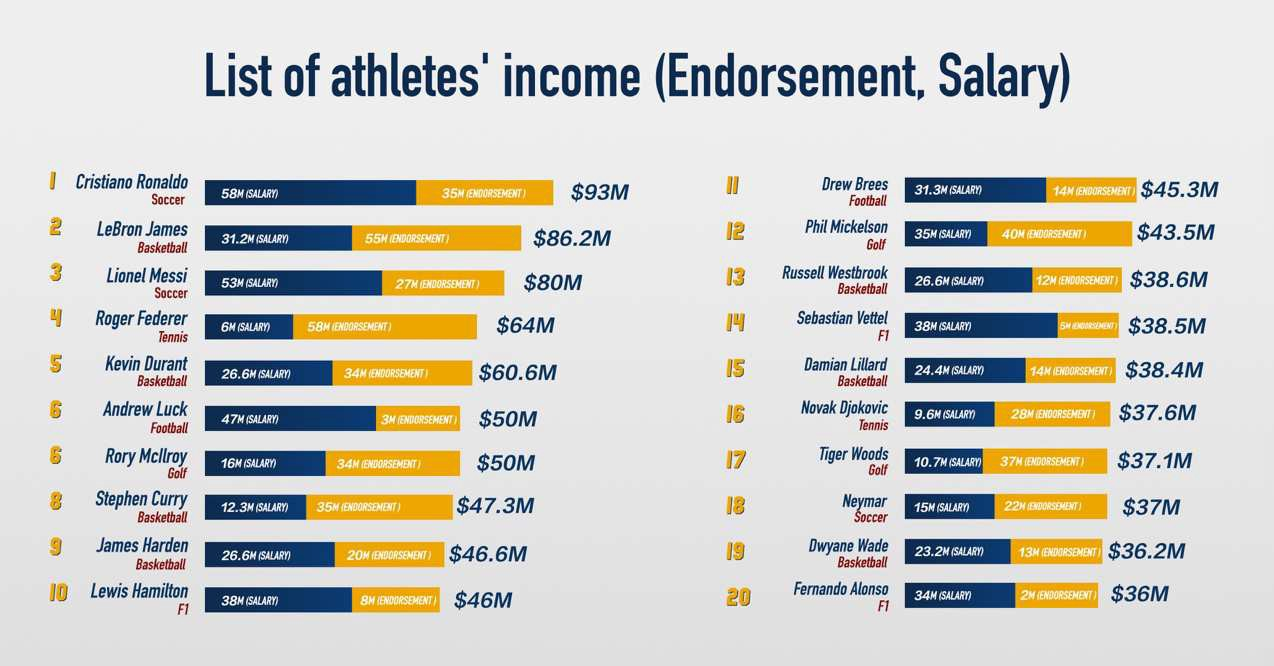 List of athletes' income (Endorsement, Salary)
1 Cristiano Ronaldo 58M (SALARY) 35M (ENDORSEMENT ) $93M
Soccer
2 LeBron James 31.2M (SALARY) 55M (ENDORSEMENT ) $86.2M
Basketball
3 Lionel Messi 53M (SALARY) 27M (ENDORSEMENT ) $80M
Soccer
4 Roger Federer 6M (SALARY) 58M (ENDORSEMENT ) $64M
Tennis
5 Kevin Durant 26.6M (SALARY) 34M (ENDORSEMENT ) $60.6M
Basketball
6 Andrew Luck 47M (SALARY) 3M (ENDORSEMENT ) $50M
Football
6 Rory McIlroy 16M (SALARY) 34M (ENDORSEMENT ) $50M
Golf
8 Stephen Curry 12.3M (SALARY) 35M (ENDORSEMENT ) $47.3M
Basketball
9 James Harden 26.6M (SALARY) 20M (ENDORSEMENT ) $46.6M
Basketball
10 Lewis Hamilton 38M (SALARY) 8M (ENDORSEMENT ) $46M
F1
11 Drew Brees 31.3M (SALARY) 14M (ENDORSEMENT ) $45.3M
Football
12 Phil Mickelson 35M (SALARY) 40M (ENDORSEMENT ) $43.5M
Golf
13 Russell Westbrook 26.6M (SALARY) 12M (ENDORSEMENT ) $38.6M
Basketball
14 Sebastian Vettel 38M (SALARY) 5M (ENDORSEMENT ) $38.5M
F1
15 Damian Lillard 24.4M (SALARY) 14M (ENDORSEMENT ) $38.4M
Basketball
16 Novak Djokovic 9.6M (SALARY) 28M (ENDORSEMENT ) $37.6M
Tennis
17 Tiger Woods 10.7M (SALARY) 37M (ENDORSEMENT ) $37.1M
Golf
18 Neymar 15M (SALARY) 22M (ENDORSEMENT ) $37M
Soccer
19 Dwyane Wade 23.2M (SALARY) 13M (ENDORSEMENT ) $36.2M
Basketball
20 Fernando Alonso 34M (SALARY) 2M (ENDORSEMENT ) $36M
F1